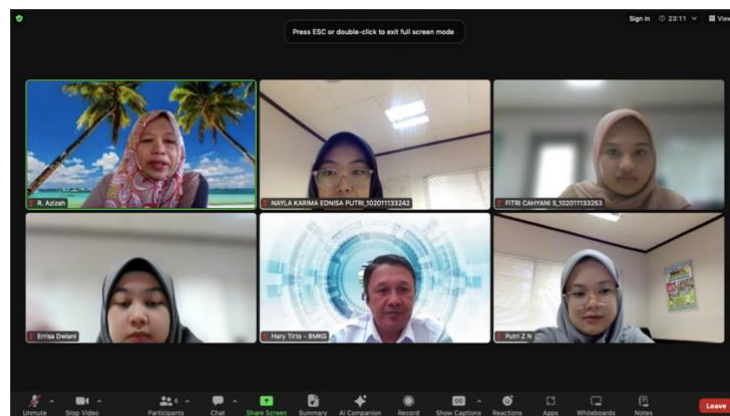 Sign in
23:11
View
Press ESC or double-click to exit full screen mode
R. Azizah
NAYLA KARIMA EDNISA PUTRI_102011133242
FITRI CAHYANI S_102011133253
Errisa Dwiani
Hary Tirto - BMKG
Putri Z N
Unmute
Stop Video
Participants
6
Chat
Share Screen
Summary
AI Companion
Record
CC
Show Captions
Reactions
Apps
Whiteboards
Notes
Leave